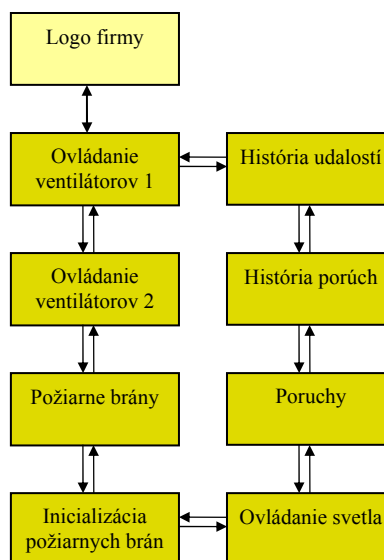 Logo firmy
Ovládanie
ventilátorov 1
História udalostí
Ovládanie
ventilátorov 2
História porúch
Požiarne brány
Poruchy
Inicializácia
požiarnych brán
Ovládanie svetla